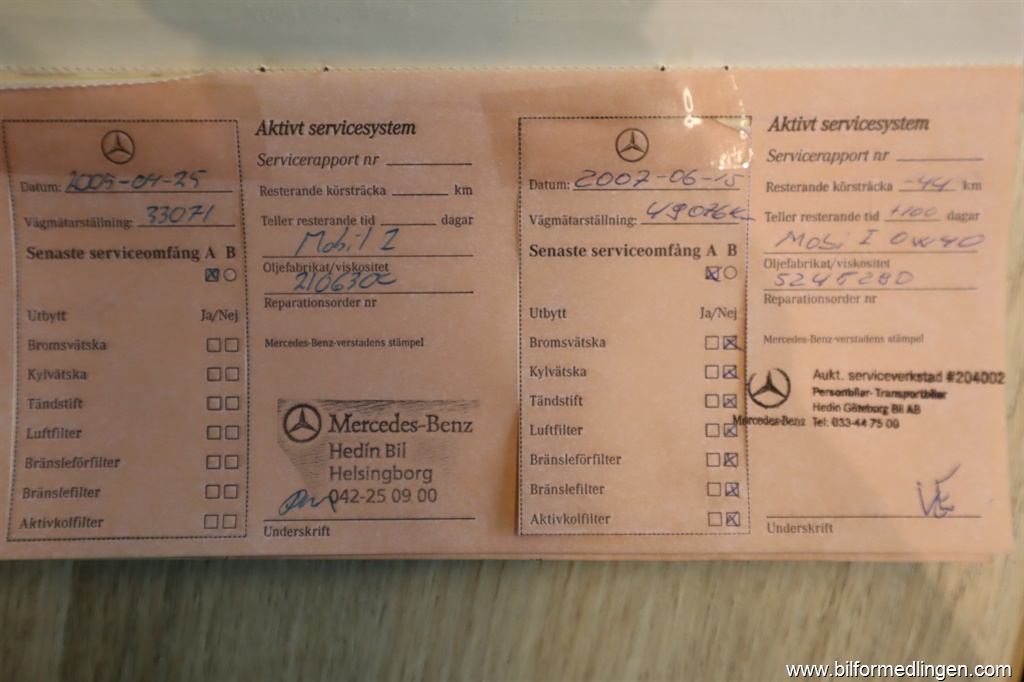 Aktivt servicesystem
Datum: 2005-04-25
Servicerapport nr
Resterande körsträcka km
Vägmätarställning: 33071
Teller resterande tid dagar
Mobil 1
Senaste serviceomfång A B
Oljefabrikat/viskositet
Reparationsorder nr
Utbytt Ja/Nej
Mercedes-Benz-verstadens stämpel
Bromsvätska
Kylvätska
Tändstift
Luftfilter
Bränsleförfilter
Bränslefilter
Aktivkolfilter
Mercedes-Benz
Hedin Bil
Helsingborg
042-25 09 00
Underskrift
Aktivt servicesystem
Datum: 2007-06-15
Servicerapport nr
Resterande körsträcka -44 km
Vägmätarställning: 49076km
Teller resterande tid +100 dagar
Mobil 1 0w40
Senaste serviceomfång A B
Oljefabrikat/viskositet
Reparationsorder nr
Utbytt Ja/Nej
Mercedes-Benz-verstadens stämpel
Bromsvätska
Kylvätska
Tändstift
Luftfilter
Bränsleförfilter
Bränslefilter
Aktivkolfilter
Mercedes-Benz
Aukt. serviceverkstad #204002
Personbilar- Transportbilar
Hedin Göteborg Bil AB
Tel: 033-44 75 00
Underskrift
www.bilformedlingen.com